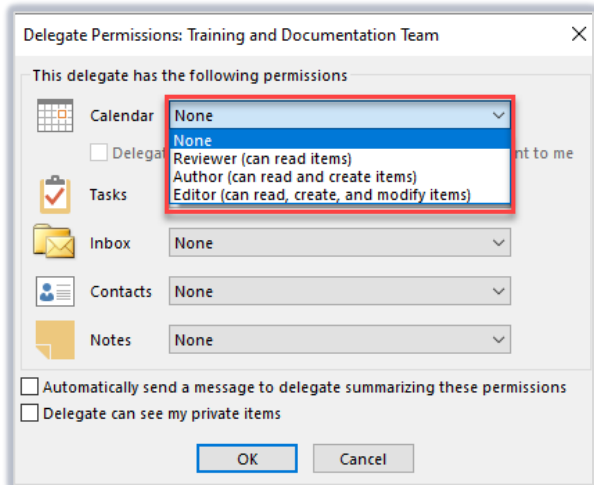 Delegate Permissions: Training and Documentation Team
This delegate has the following permissions
Calendar None
None
Delegat nt to me
Reviewer (can read items)
Author (can read and create items)
Tasks
Editor (can read, create, and modify items)
Inbox None
Contacts None
Notes None
Automatically send a message to delegate summarizing these permissions
Delegate can see my private items
OK Cancel